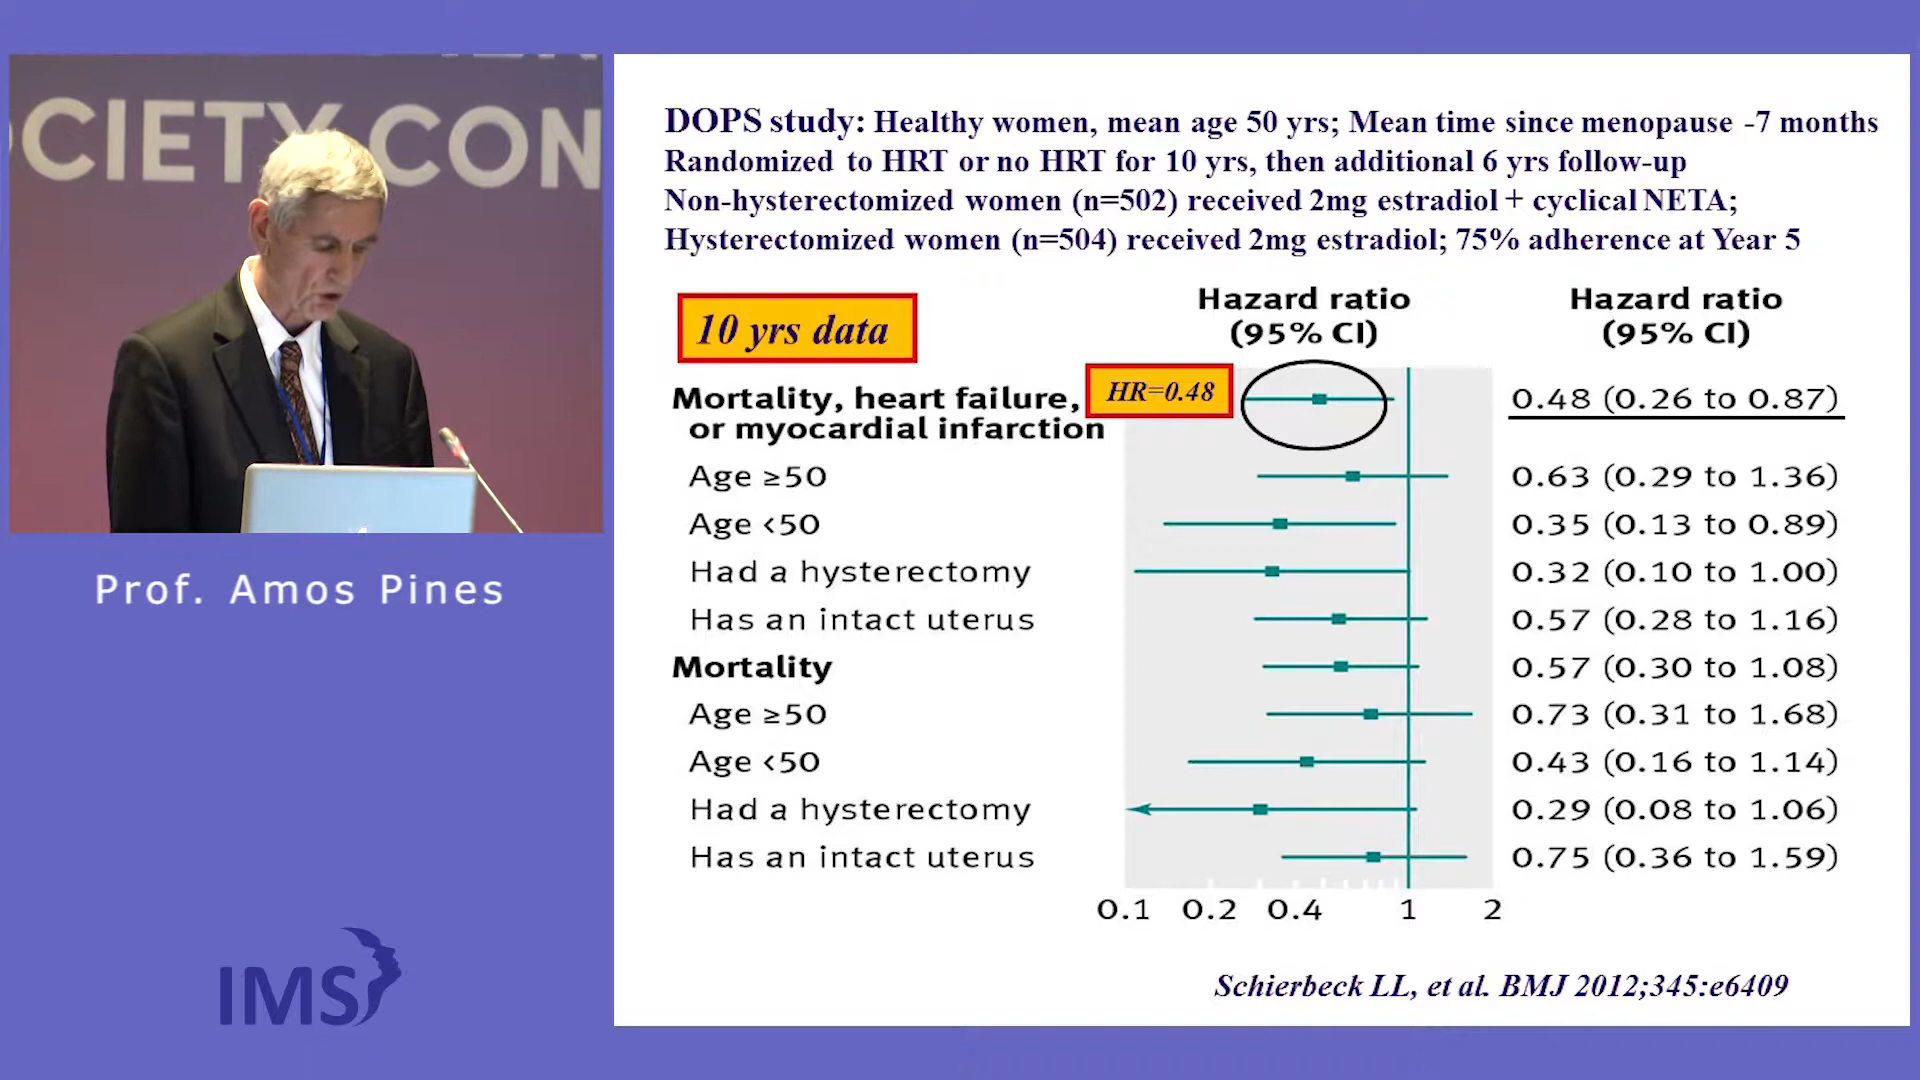 CIETY CON
Prof. Amos Pines
IMS
DOPS study: Healthy women, mean age 50 yrs; Mean time since menopause -7 months
Randomized to HRT or no HRT for 10 yrs, then additional 6 yrs follow-up
Non-hysterectomized women (n=502) received 2mg estradiol + cyclical NETA;
Hysterectomized women (n=504) received 2mg estradiol; 75% adherence at Year 5
10 yrs data
Hazard ratio
(95% CI)
Hazard ratio
(95% CI)
Mortality, heart failure, HR=0.48 0.48 (0.26 to 0.87)
or myocardial infarction
Age ≥50 0.63 (0.29 to 1.36)
Age <50 0.35 (0.13 to 0.89)
Had a hysterectomy 0.32 (0.10 to 1.00)
Has an intact uterus 0.57 (0.28 to 1.16)
Mortality 0.57 (0.30 to 1.08)
Age ≥50 0.73 (0.31 to 1.68)
Age <50 0.43 (0.16 to 1.14)
Had a hysterectomy 0.29 (0.08 to 1.06)
Has an intact uterus 0.75 (0.36 to 1.59)
0.1 0.2 0.4 1 2
Schierbeck LL, et al. BMJ 2012;345:e6409